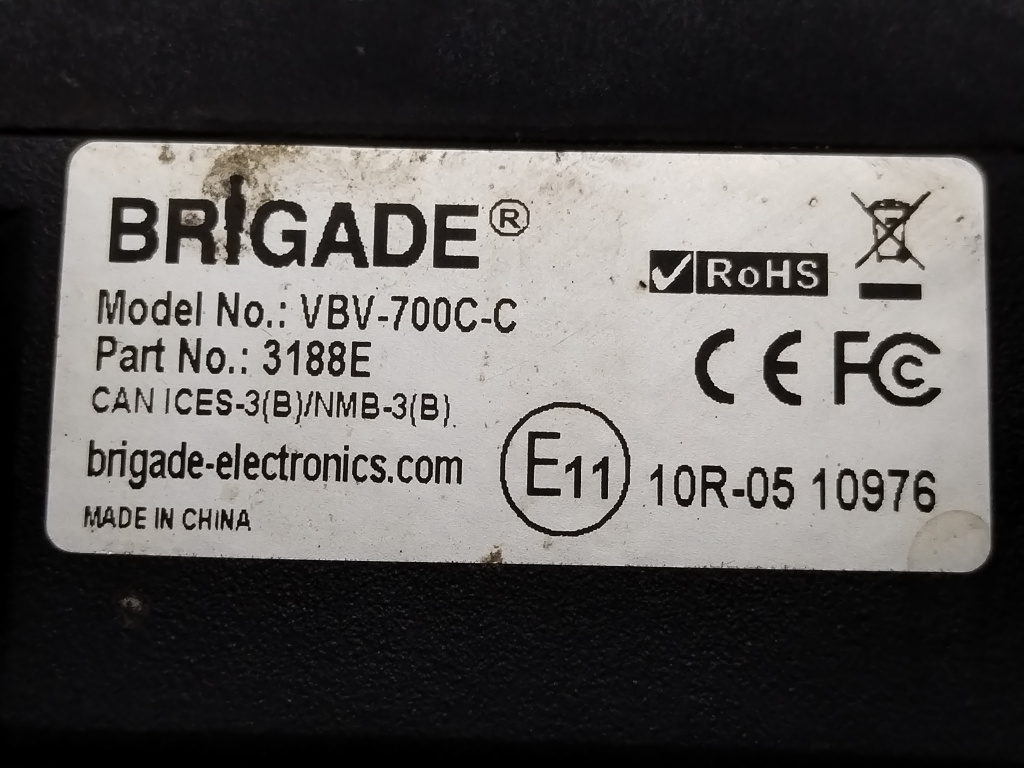 BRIGADE®
Model No.: VBV-700C-C
Part No.: 3188E
CAN ICES-3(B)/NMB-3(B)
brigade-electronics.com
MADE IN CHINA
RoHS
CE FC
E11 10R-05 10976